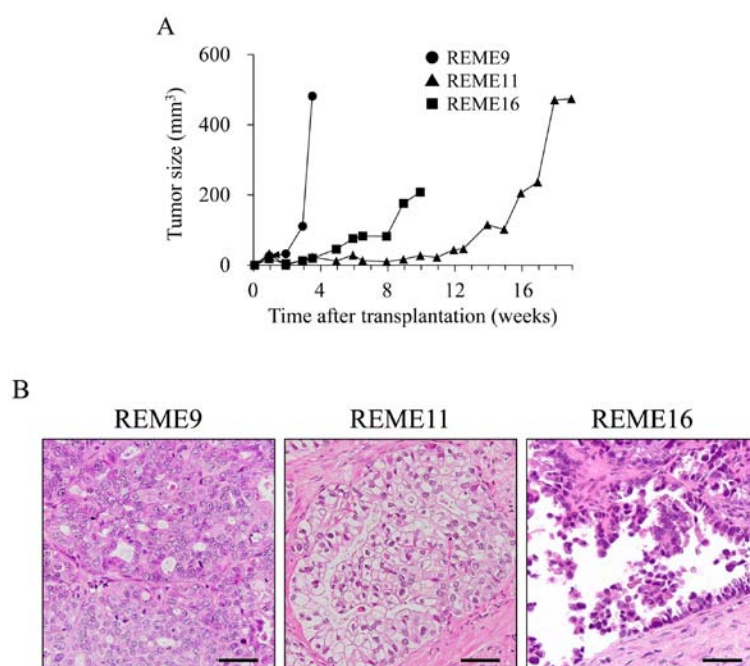 A
REME9
REME11
REME16
Tumor size (mm³)
600
400
200
0
0
4
8
12
16
Time after transplantation (weeks)
B
REME9
REME11
REME16